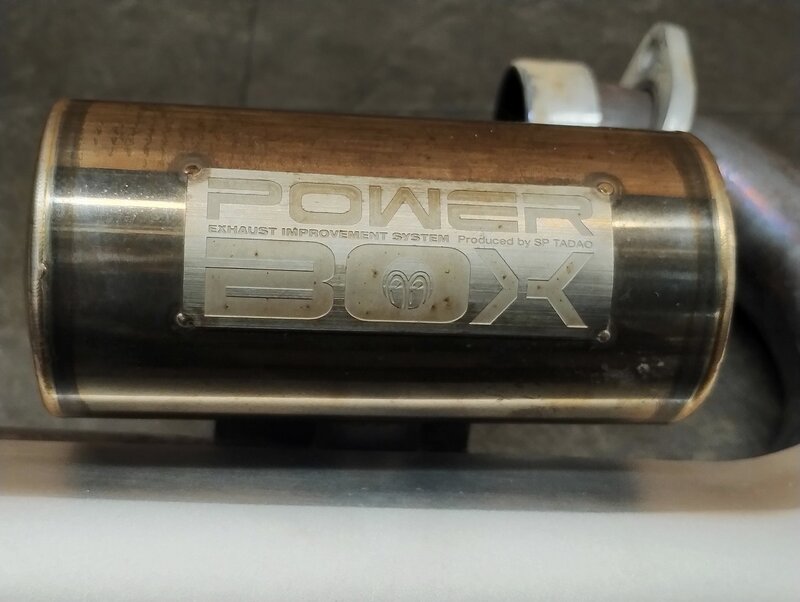 POWER
EXHAUST IMPROVEMENT SYSTEM Produced by SP TADAO
BOX